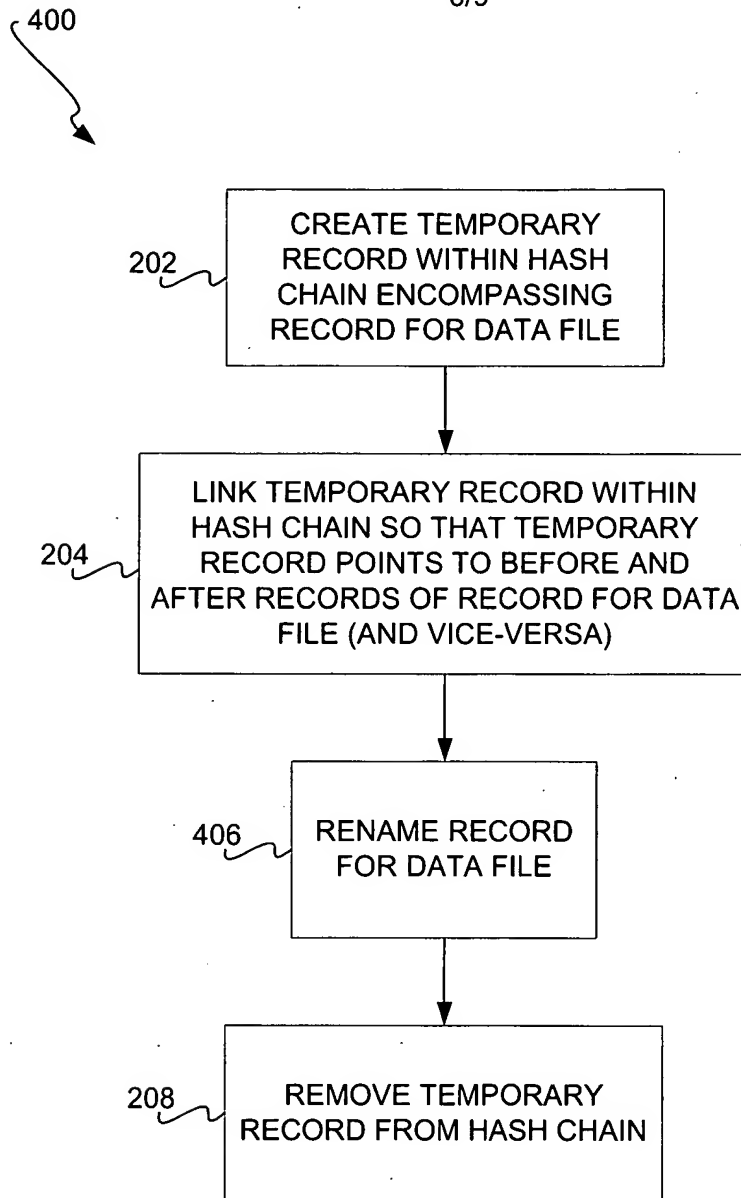 400
202
CREATE TEMPORARY
RECORD WITHIN HASH
CHAIN ENCOMPASSING
RECORD FOR DATA FILE
204
LINK TEMPORARY RECORD WITHIN
HASH CHAIN SO THAT TEMPORARY
RECORD POINTS TO BEFORE AND
AFTER RECORDS OF RECORD FOR DATA
FILE (AND VICE-VERSA)
406
RENAME RECORD
FOR DATA FILE
208
REMOVE TEMPORARY
RECORD FROM HASH CHAIN